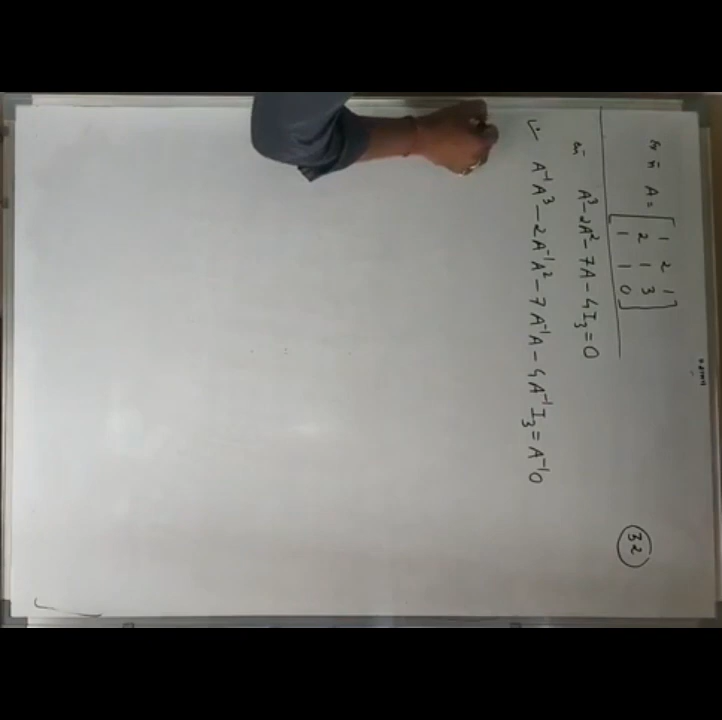 A = [ 1 2 1
2 1 3
1 1 0 ]
A³ - 2A² - 7A - 4I₃ = 0
A⁻¹A³ - 2A⁻¹A² - 7A⁻¹A - 4A⁻¹I₃ = A⁻¹0
32